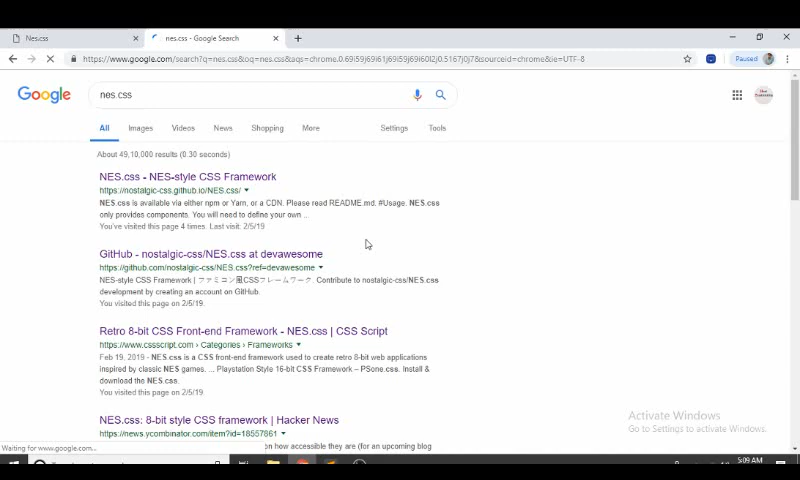 Nes.css
nes.css - Google Search
https://www.google.com/search?q=nes.css&oq=nes.css&aqs=chrome.0.69i59j69i61j69i59j69i60l2j0.5167j0j7&sourceid=chrome&ie=UTF-8
Paused
Google
nes.css
All Images Videos News Shopping More Settings Tools
About 49,10,000 results (0.30 seconds)
NES.css - NES-style CSS Framework
https://nostalgic-css.github.io/NES.css/
NES.css is available via either npm or Yarn, or a CDN. Please read README.md. #Usage. NES.css
only provides components. You will need to define your own ...
You've visited this page 4 times. Last visit: 2/5/19
GitHub - nostalgic-css/NES.css at devawesome
https://github.com/nostalgic-css/NES.css?ref=devawesome
NES-style CSS Framework | ファミコン風CSSフレームワーク. Contribute to nostalgic-css/NES.css
development by creating an account on GitHub.
You visited this page on 2/5/19.
Retro 8-bit CSS Front-end Framework - NES.css | CSS Script
https://www.cssscript.com › Categories › Frameworks
Feb 19, 2019 - NES.css is a CSS front-end framework used to create retro 8-bit web applications
inspired by classic NES games. ... Playstation Style 16-bit CSS Framework – PSone.css. Install &
download the NES.css.
You visited this page on 2/5/19.
NES.css: 8-bit style CSS framework | Hacker News
https://news.ycombinator.com/item?id=18557861
on how accessible they are (for an upcoming blog
Waiting for www.google.com...
Activate Windows
Go to Settings to activate Windows.
5:09 AM